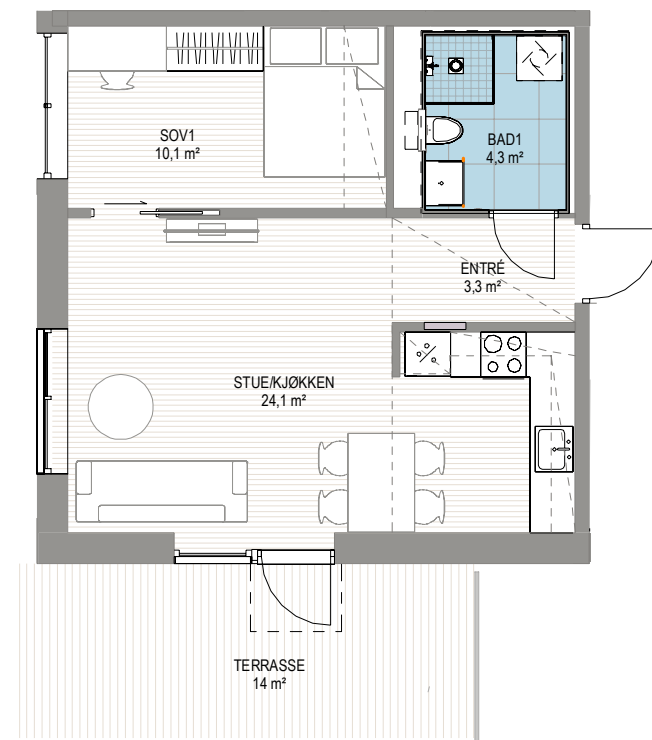 SOV1
10,1 m²
BAD1
4,3 m²
ENTRÉ
3,3 m²
STUE/KJØKKEN
24,1 m²
TERRASSE
14 m²